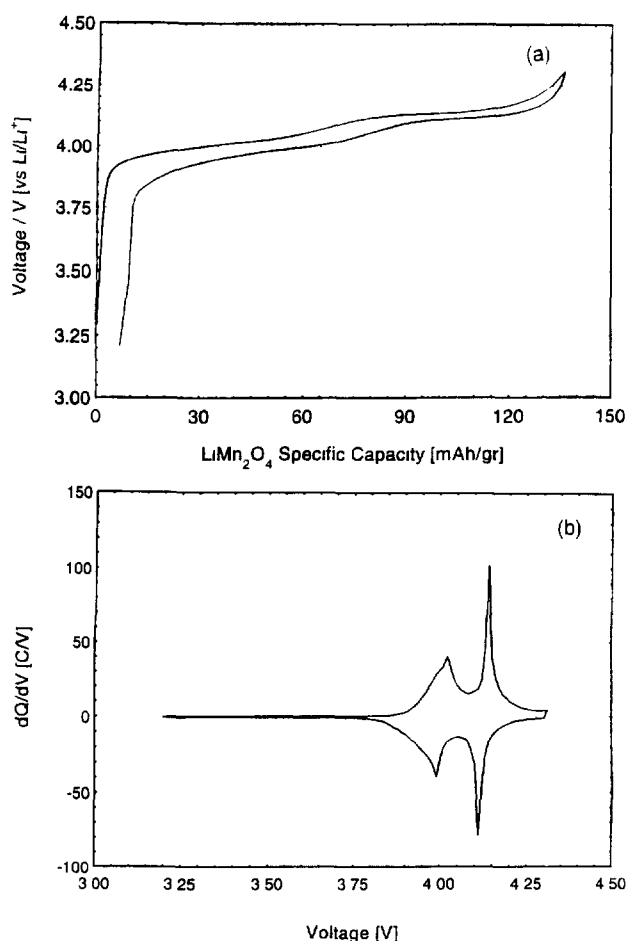 4.50
(a)
4.25
4.00
3.75
3.50
3.25
3.00
Voltage / V [vs Li/Li+]
0 30 60 90 120 150
LiMn2O4 Specific Capacity [mAh/gr]
150
(b)
100
50
0
-50
-100
dQ/dV [C/V]
3 00 3 25 3 50 3 75 4 00 4 25 4 50
Voltage [V]